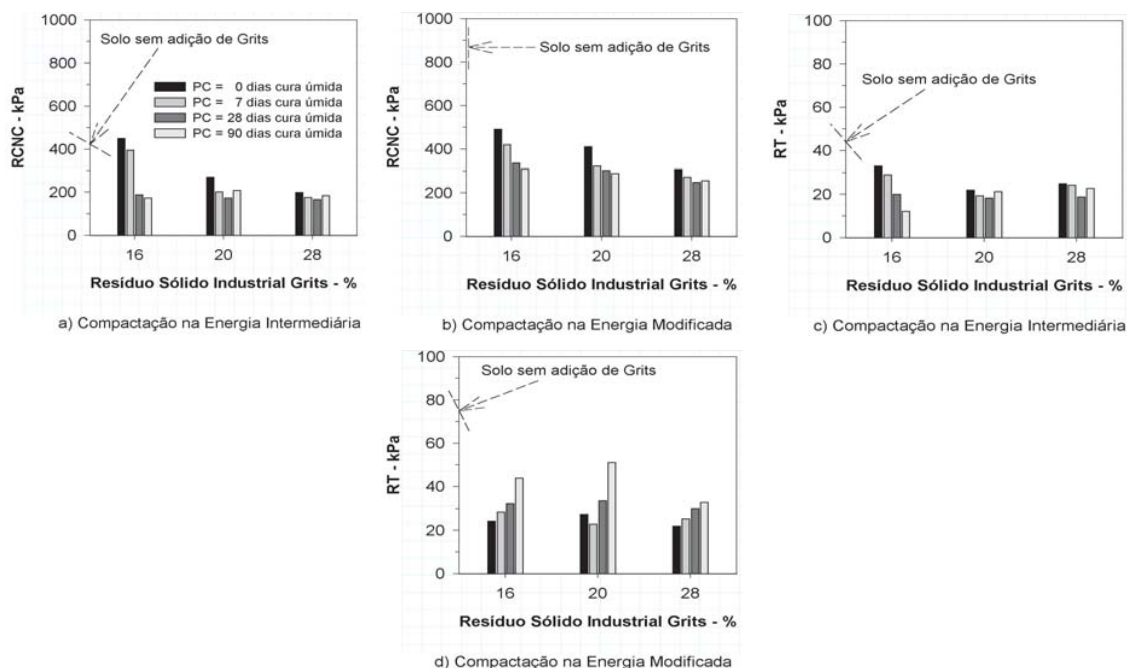 1000
800
600
400
200
0
RCNC - kPa
Solo sem adição de Grits
PC = 0 dias cura úmida
PC = 7 dias cura úmida
PC = 28 dias cura úmida
PC = 90 dias cura úmida
16 20 28
Resíduo Sólido Industrial Grits - %
a) Compactação na Energia Intermediária
1000
800
600
400
200
0
RCNC - kPa
Solo sem adição de Grits
16 20 28
Resíduo Sólido Industrial Grits - %
b) Compactação na Energia Modificada
100
80
60
40
20
0
RT - kPa
Solo sem adição de Grits
16 20 28
Resíduo Sólido Industrial Grits - %
c) Compactação na Energia Intermediária
100
80
60
40
20
0
RT - kPa
Solo sem adição de Grits
16 20 28
Resíduo Sólido Industrial Grits - %
d) Compactação na Energia Modificada